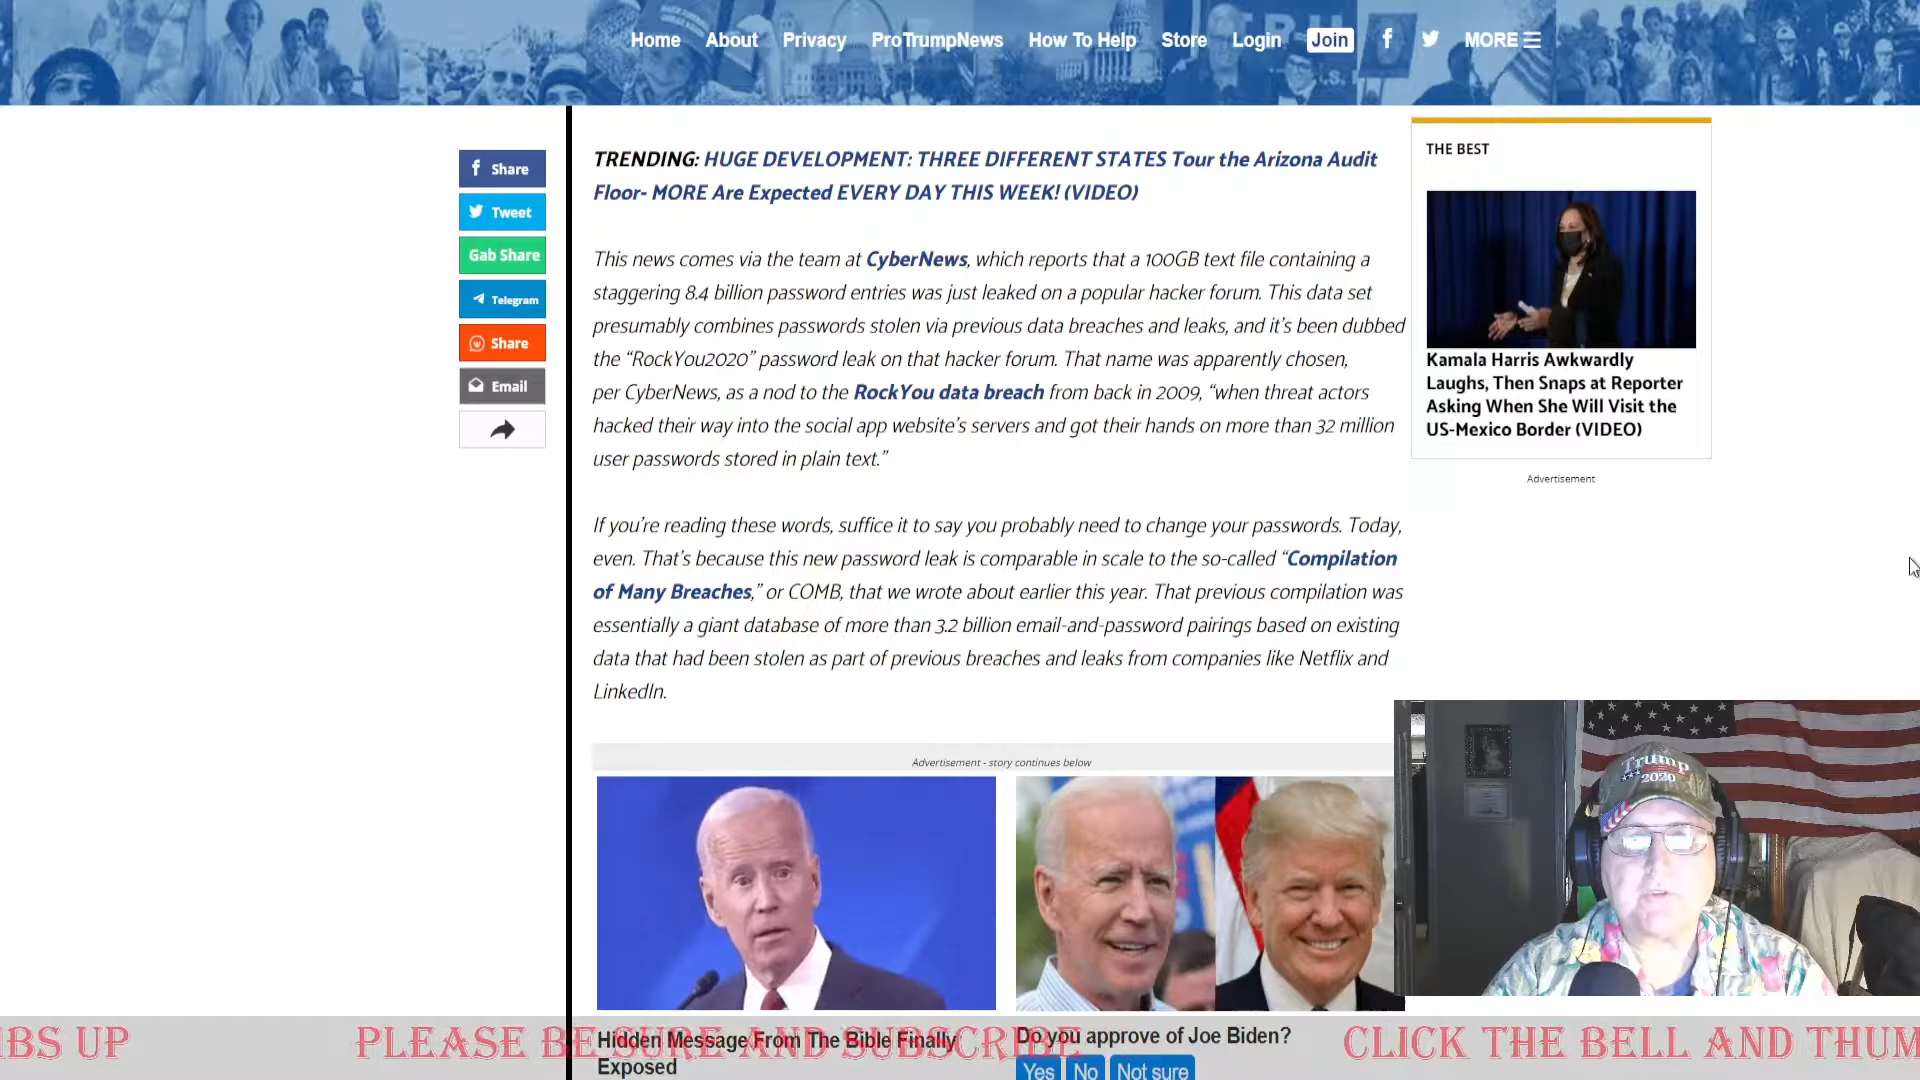 Home About Privacy ProTrumpNews How To Help Store Login Join MORE
Share
Tweet
Gab Share
Telegram
Share
Email
TRENDING: HUGE DEVELOPMENT: THREE DIFFERENT STATES Tour the Arizona Audit
Floor- MORE Are Expected EVERY DAY THIS WEEK! (VIDEO)
This news comes via the team at CyberNews, which reports that a 100GB text file containing a
staggering 8.4 billion password entries was just leaked on a popular hacker forum. This data set
presumably combines passwords stolen via previous data breaches and leaks, and it's been dubbed
the “RockYou2020” password leak on that hacker forum. That name was apparently chosen,
per CyberNews, as a nod to the RockYou data breach from back in 2009, “when threat actors
hacked their way into the social app website's servers and got their hands on more than 32 million
user passwords stored in plain text.”
If you're reading these words, suffice it to say you probably need to change your passwords. Today,
even. That's because this new password leak is comparable in scale to the so-called “Compilation
of Many Breaches,” or COMB, that we wrote about earlier this year. That previous compilation was
essentially a giant database of more than 3.2 billion email-and-password pairings based on existing
data that had been stolen as part of previous breaches and leaks from companies like Netflix and
LinkedIn.
THE BEST
Kamala Harris Awkwardly
Laughs, Then Snaps at Reporter
Asking When She Will Visit the
US-Mexico Border (VIDEO)
Advertisement
Advertisement - story continues below
Trump
2020
Hidden Message From The Bible Finally
Exposed
Do you approve of Joe Biden?
Yes No Not sure
BS UP PLEASE BE SURE AND SUBSCRIBE CLICK THE BELL AND THUM